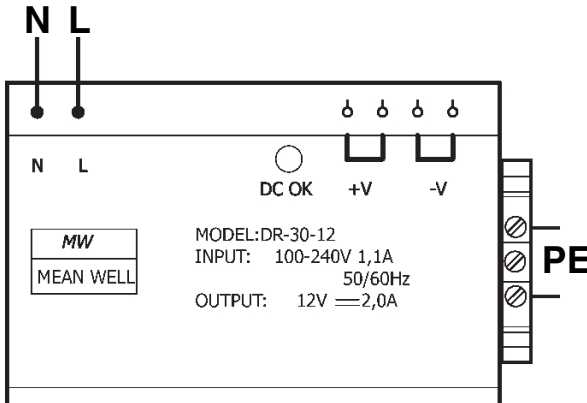 N L
N L
DC OK +V -V
MW
MEAN WELL
MODEL:DR-30-12
INPUT: 100-240V 1,1A
50/60Hz
OUTPUT: 12V 2,0A
PE